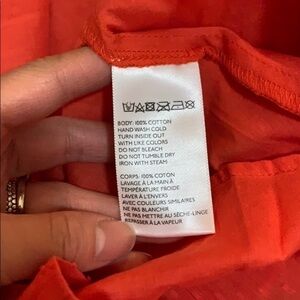 BODY: 100% COTTON
HAND WASH COLD
TURN INSIDE OUT
WITH LIKE COLORS
DO NOT BLEACH
DO NOT TUMBLE DRY
IRON WITH STEAM
CORPS: 100% COTON
LAVAGE À LA MAIN À
TEMPÉRATURE FROIDE
LAVER À L'ENVERS
AVEC COULEURS SIMILAIRES
NE PAS BLANCHIR
NE PAS METTRE AU SÈCHE-LINGE
REPASSER À LA VAPEUR